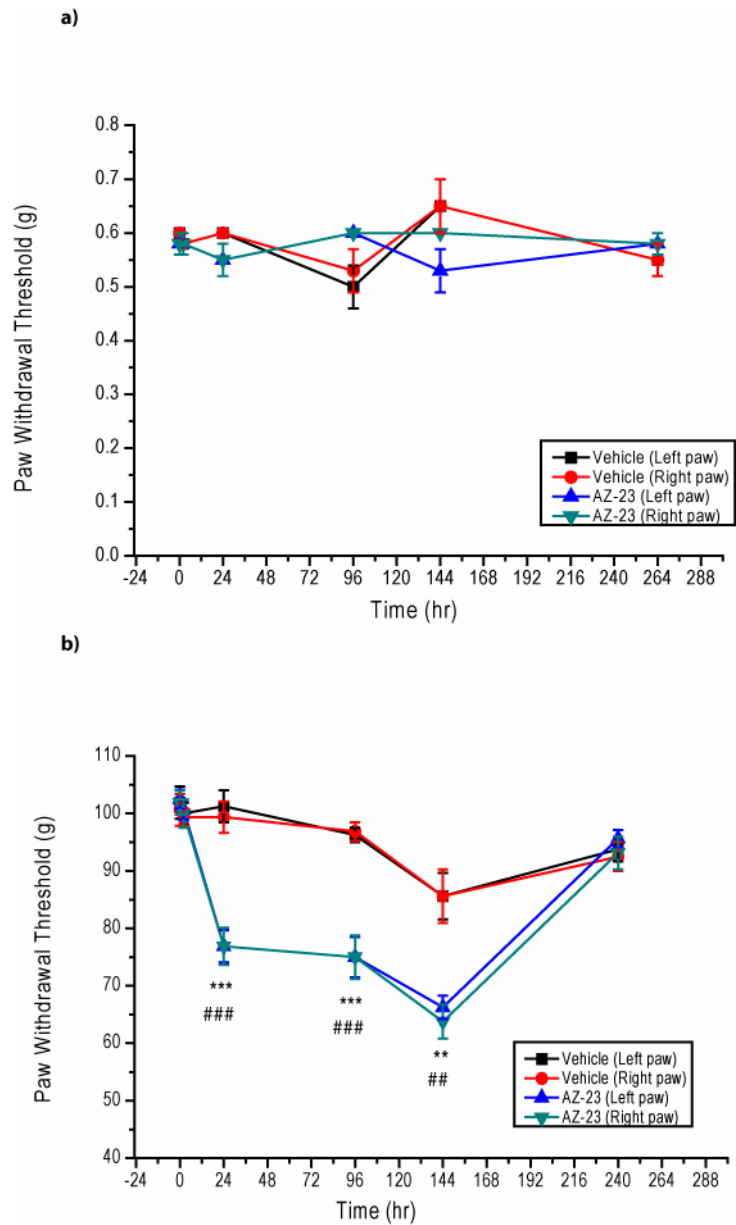 a)
0.8
0.7
0.6
0.5
0.4
0.3
0.2
0.1
0.0
Paw Withdrawal Threshold (g)
Vehicle (Left paw)
Vehicle (Right paw)
AZ-23 (Left paw)
AZ-23 (Right paw)
-24 0 24 48 72 96 120 144 168 192 216 240 264 288
Time (hr)
b)
110
100
90
80
70
60
50
40
Paw Withdrawal Threshold (g)
*** *** **
### ### ##
Vehicle (Left paw)
Vehicle (Right paw)
AZ-23 (Left paw)
AZ-23 (Right paw)
-24 0 24 48 72 96 120 144 168 192 216 240 264 288
Time (hr)